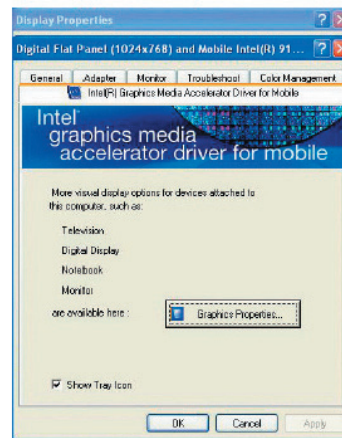 Display Properties
Digital Flat Panel (1024x768) and Mobile Intel(R) 91...
General Adapter Monitor Troubleshoot Color Management
Intel(R) Graphics Media Accelerator Driver for Mobile
Intel
graphics media
accelerator driver for mobile
More visual display options for devices attached to
this computer, such as:
Television
Digital Display
Notebook
Monitor
are available here :
Graphics Properties...
Show Tray Icon
OK Cancel Apply